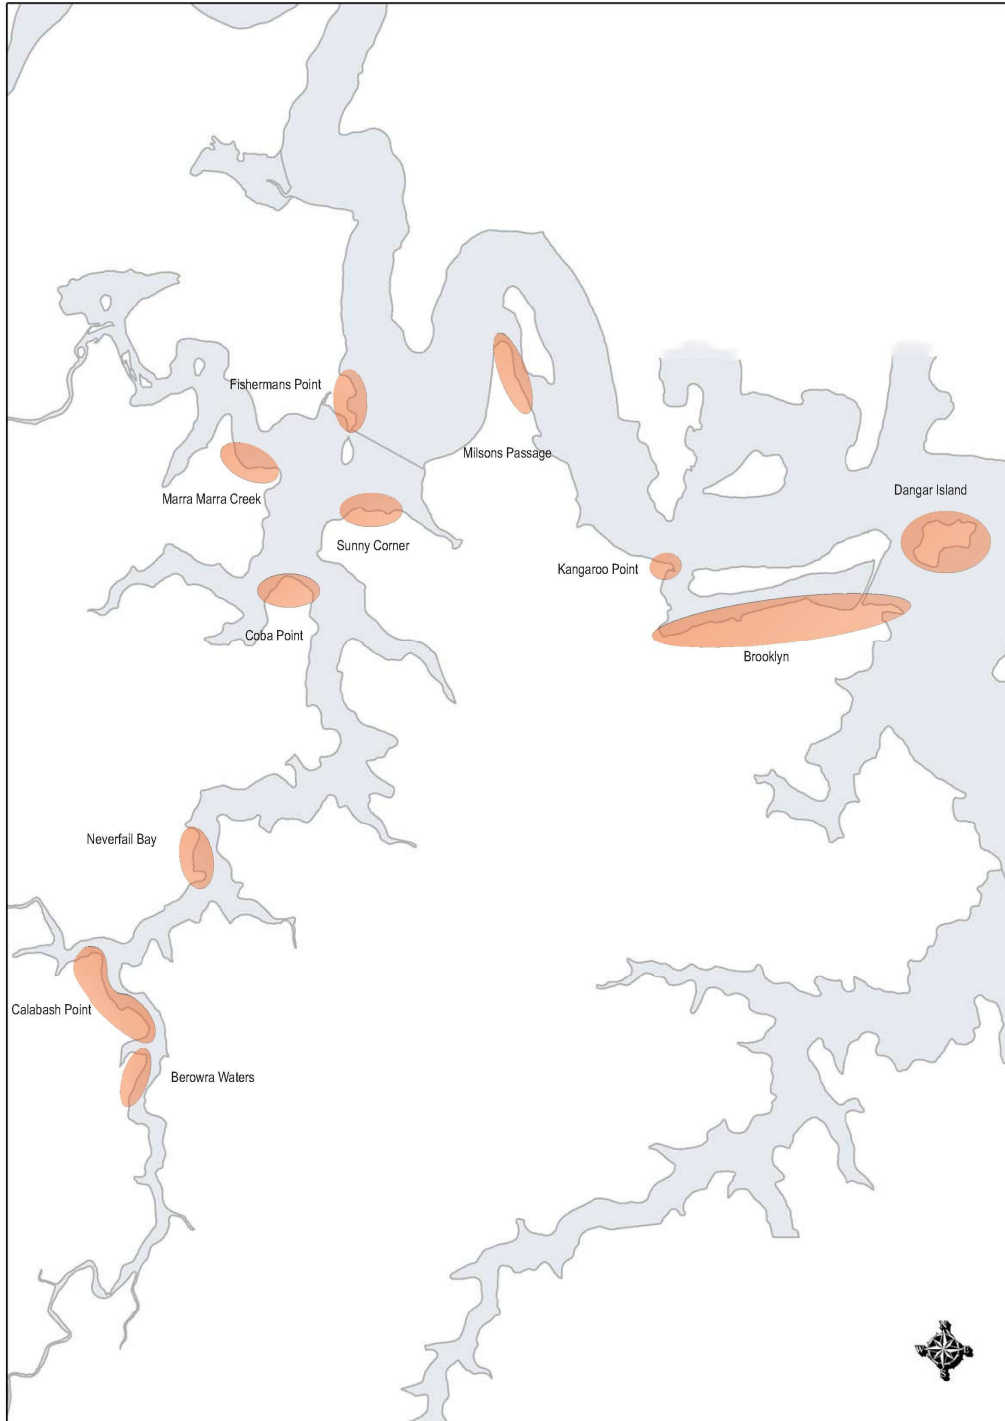 Fishermans Point
Milsons Passage
Marra Marra Creek
Dangar Island
Sunny Corner
Kangaroo Point
Coba Point
Brooklyn
Neverfail Bay
Calabash Point
Berowra Waters